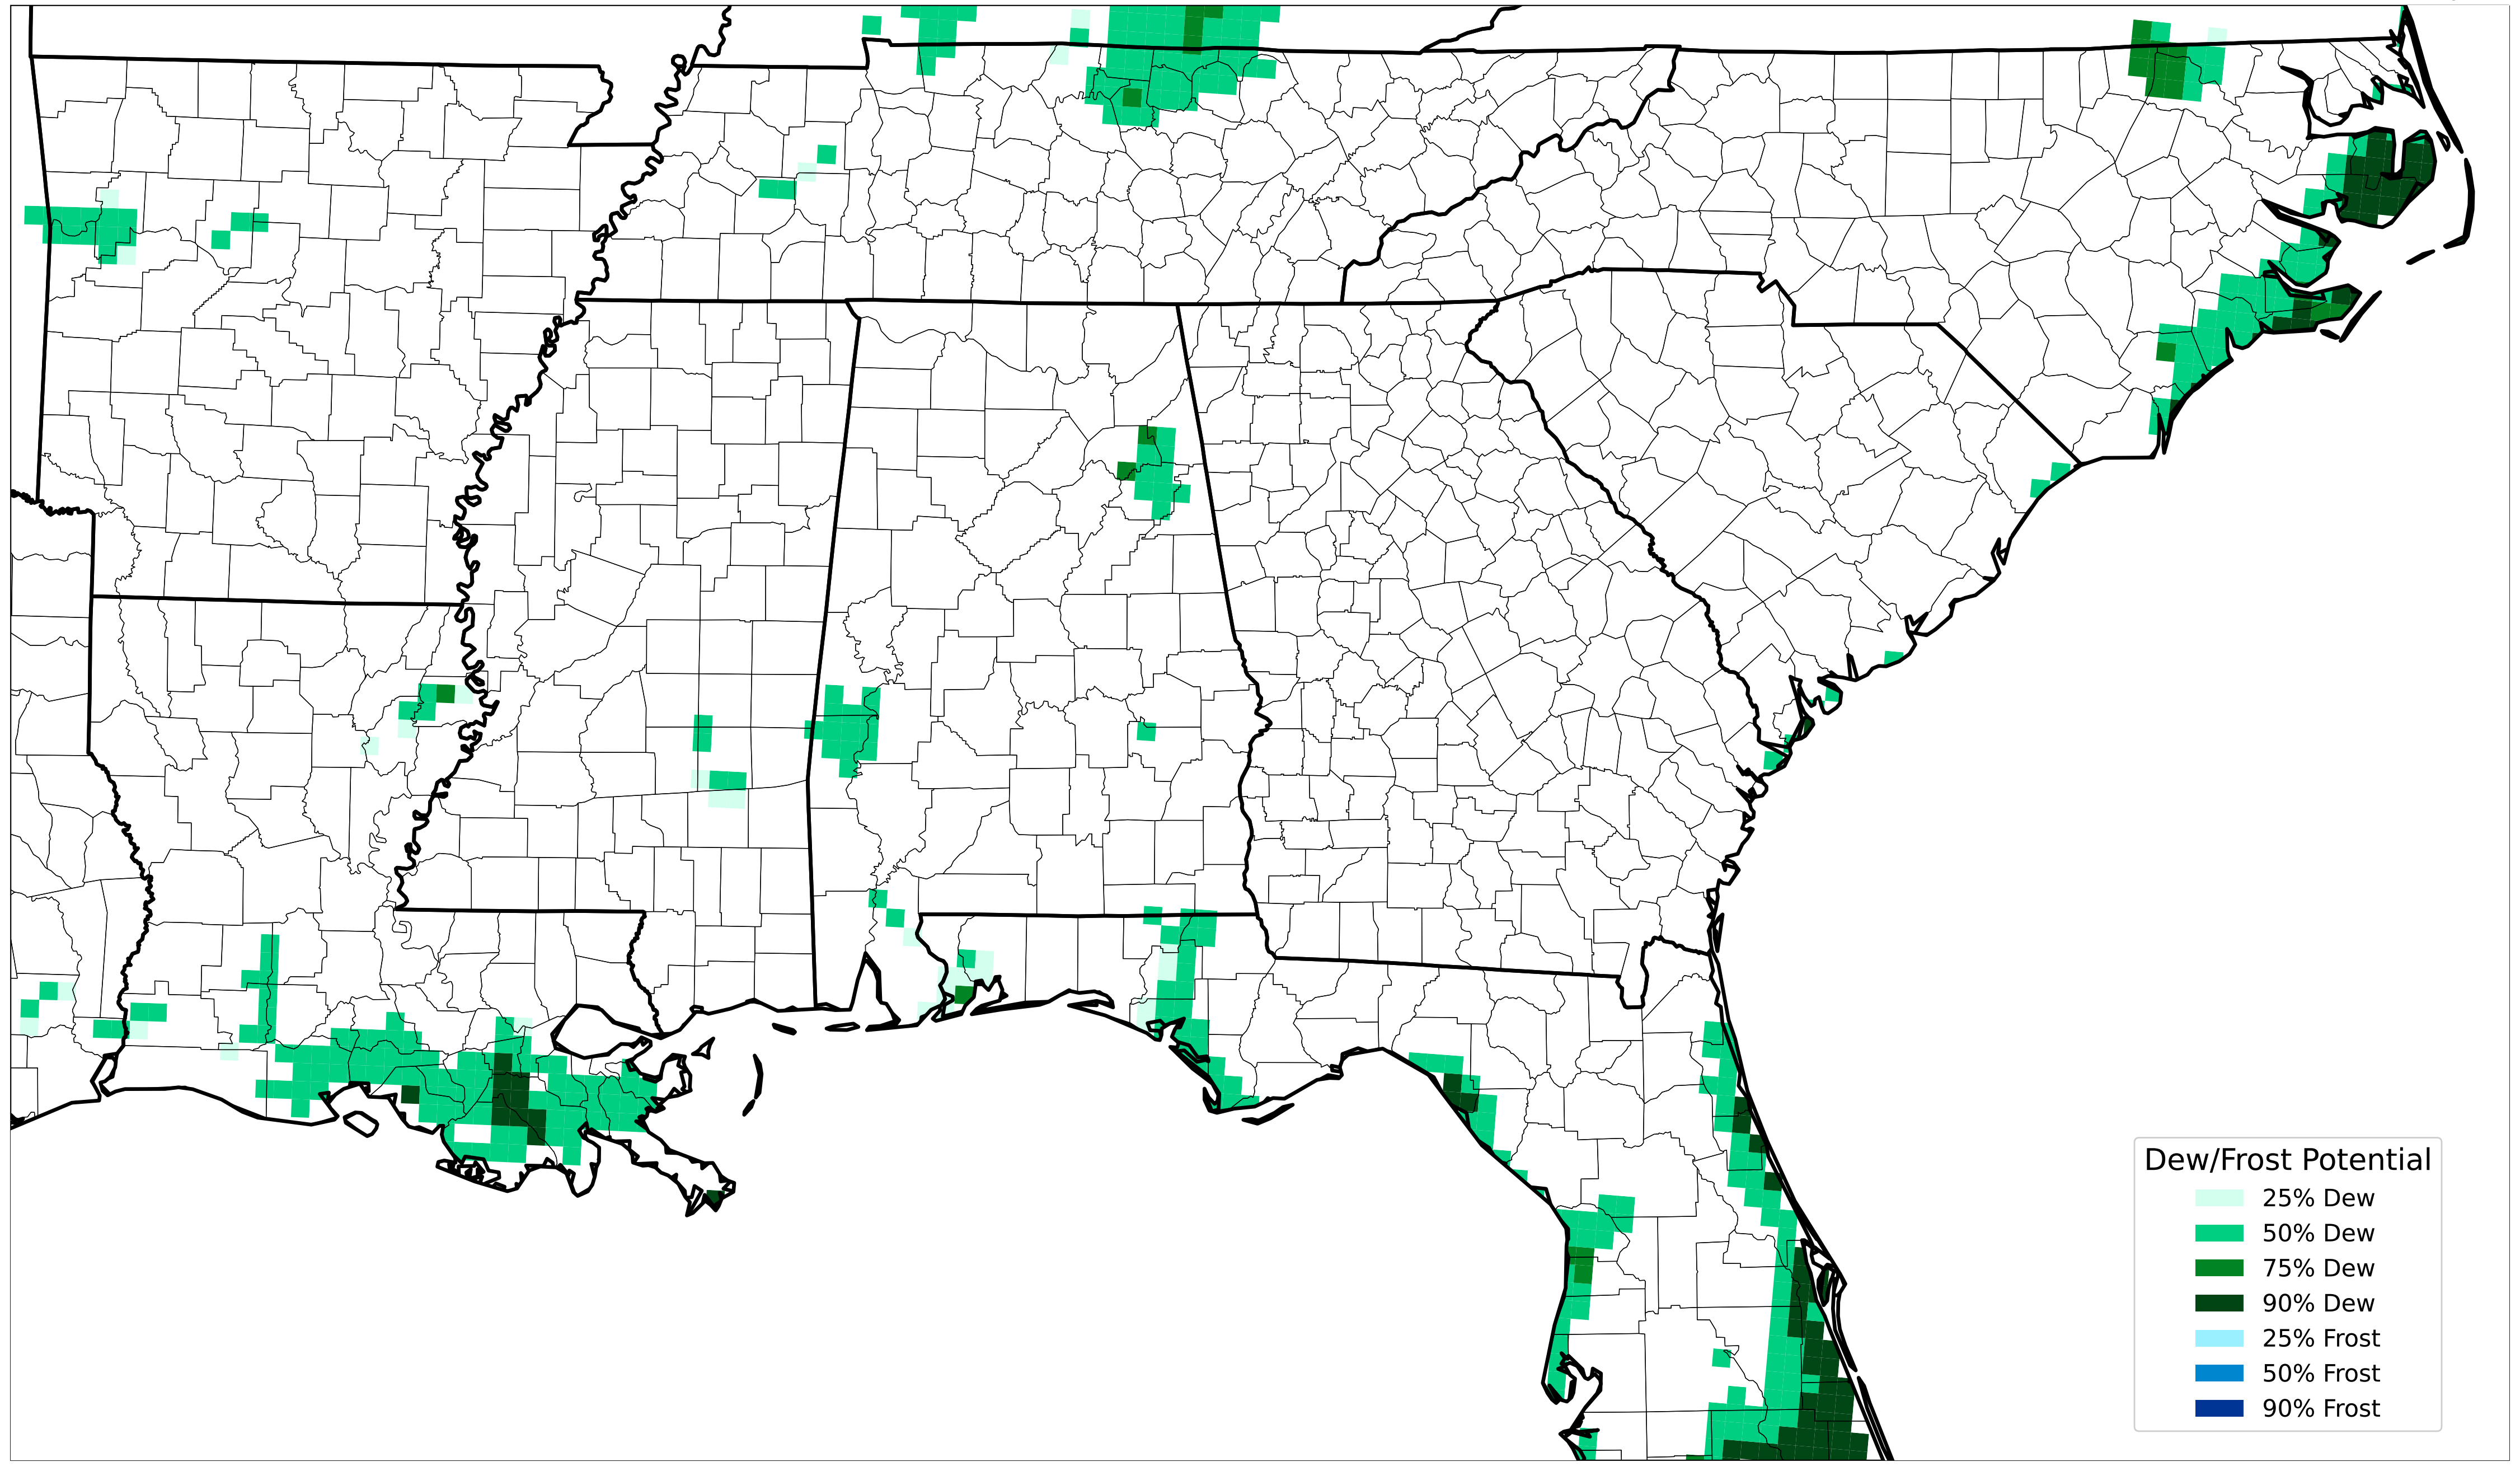 Dew/Frost Potential
25% Dew
50% Dew
75% Dew
90% Dew
25% Frost
50% Frost
90% Frost